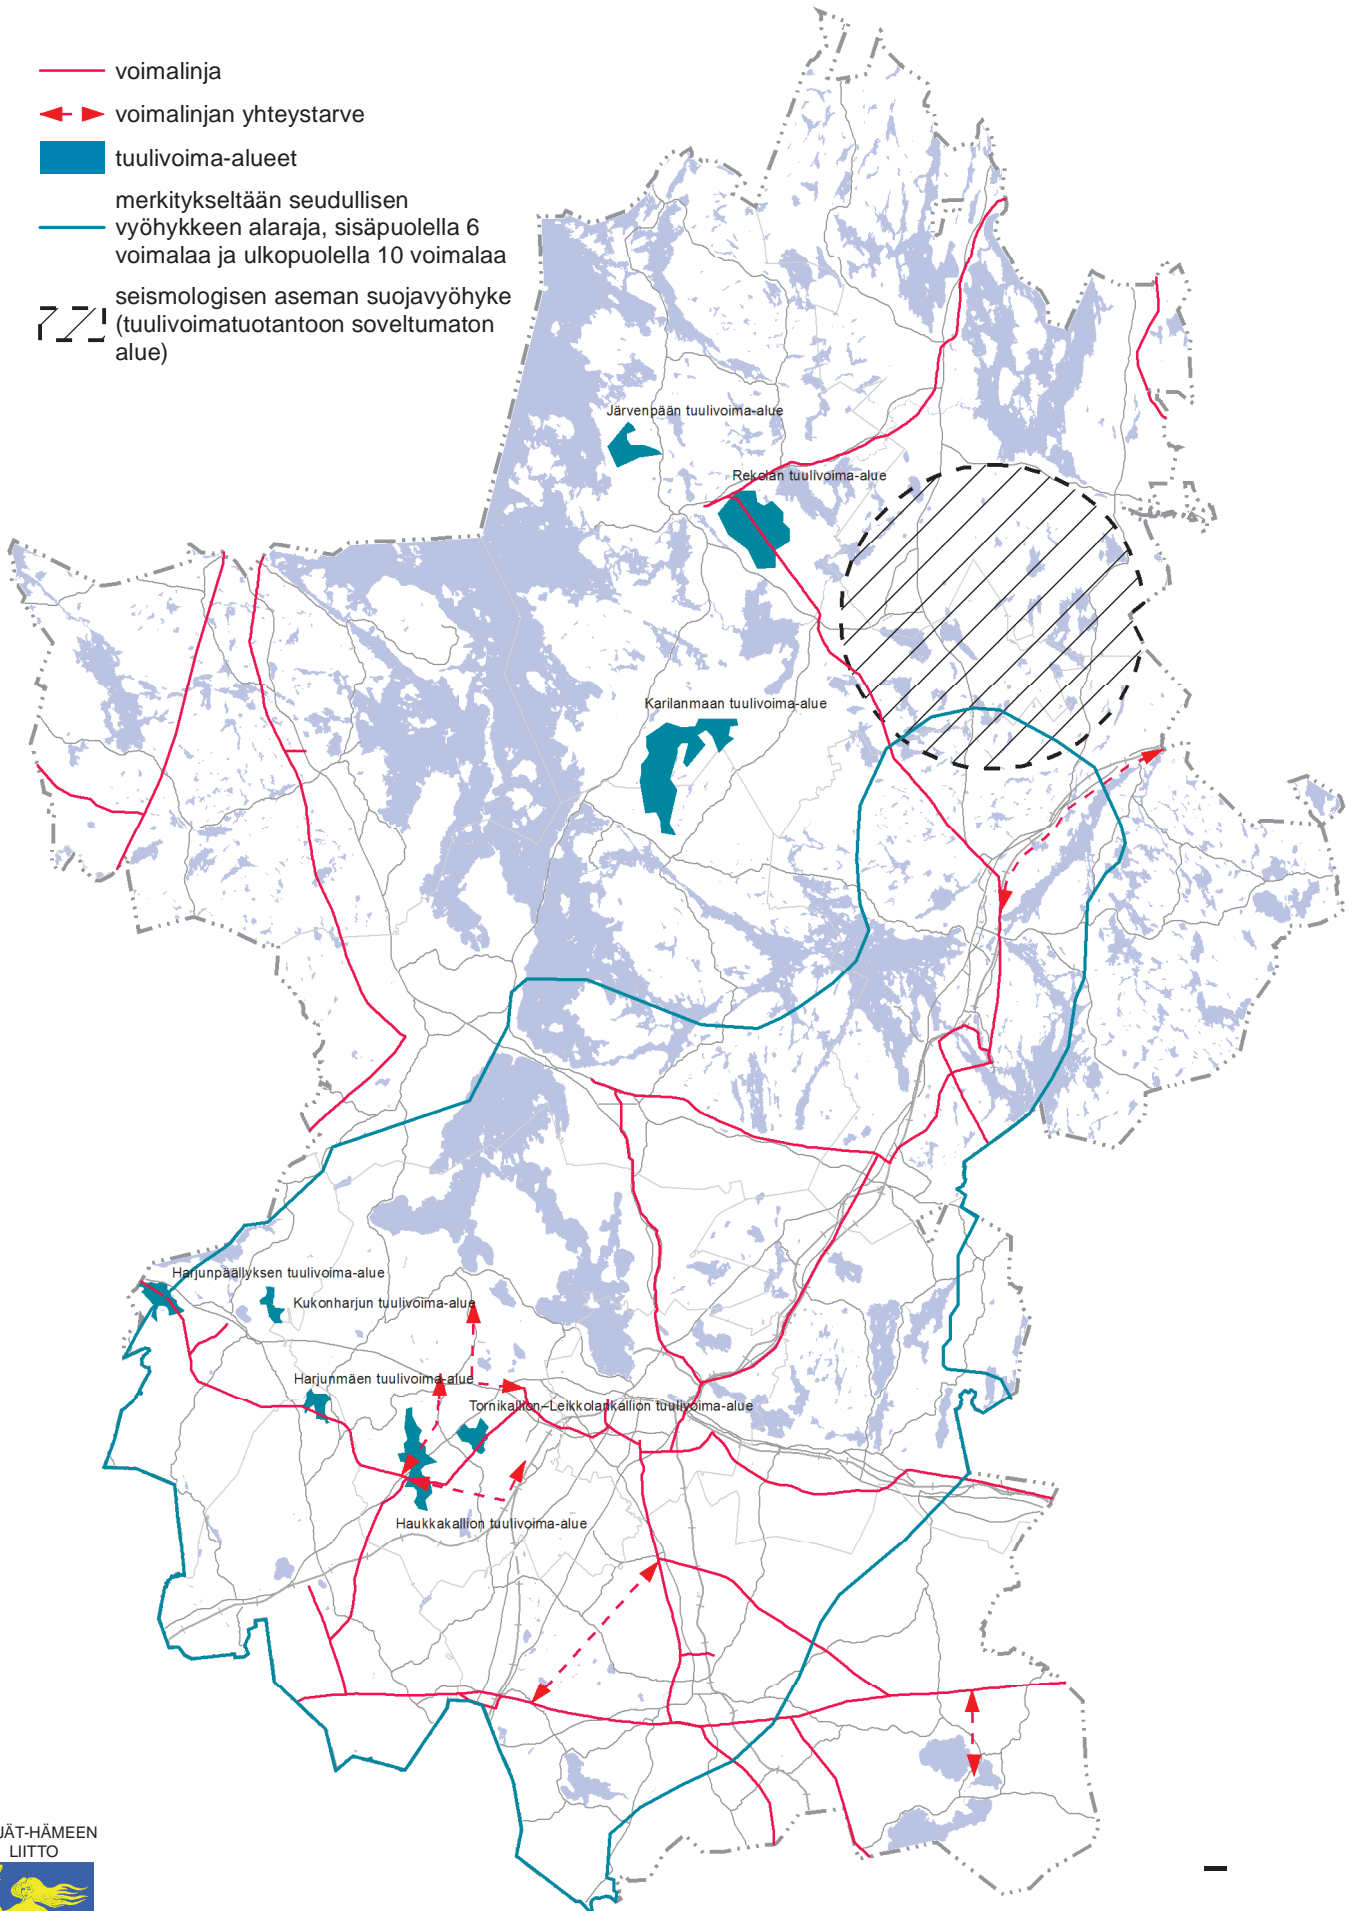 voimalinja
voimalinjan yhteystarve
tuulivoima-alueet
merkitykseltään seudullisen
vyöhykkeen alaraja, sisäpuolella 6
voimalaa ja ulkopuolella 10 voimalaa
seismologisen aseman suojavyöhyke
(tuulivoimatuotantoon soveltumaton
alue)
Järvenpään tuulivoima-alue
Rekolan tuulivoima-alue
Karilanmaan tuulivoima-alue
Harjunpäällyksen tuulivoima-alue
Kukonharjun tuulivoima-alue
Harjunmäen tuulivoima-alue
Tornikallion–Leikkolankallion tuulivoima-alue
Haukkakallion tuulivoima-alue
JÄT-HÄMEEN
LIITTO